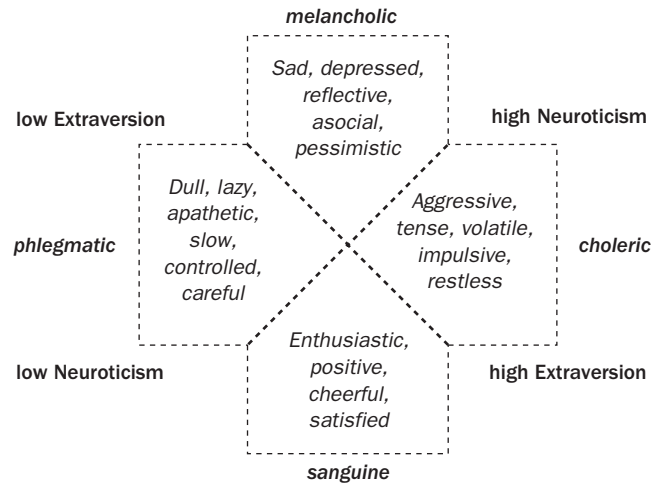 melancholic
Sad, depressed,
reflective,
asocial,
pessimistic
low Extraversion
high Neuroticism
Dull, lazy,
apathetic,
slow,
controlled,
careful
phlegmatic
Aggressive,
tense, volatile,
impulsive,
restless
choleric
Enthusiastic,
positive,
cheerful,
satisfied
low Neuroticism
high Extraversion
sanguine